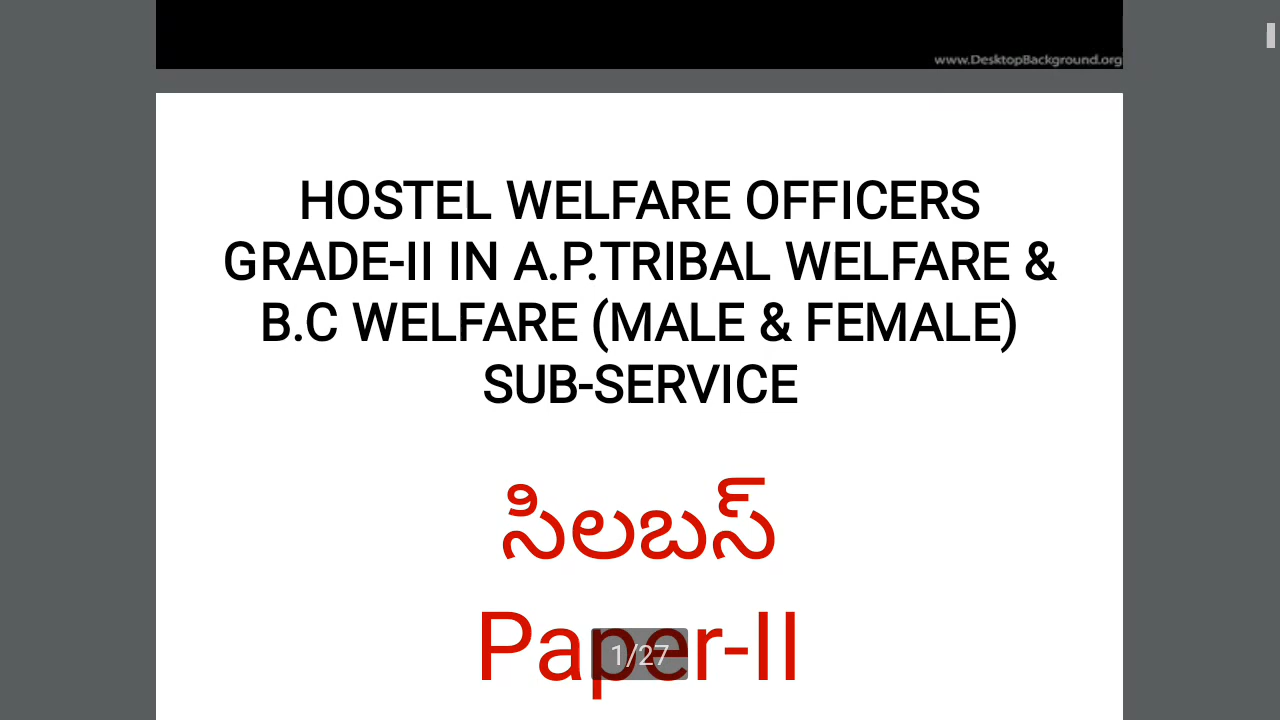 www.DesktopBackground.org
HOSTEL WELFARE OFFICERS
GRADE-II IN A.P.TRIBAL WELFARE &
B.C WELFARE (MALE & FEMALE)
SUB-SERVICE
సిలబస్
Paper-II
1/27